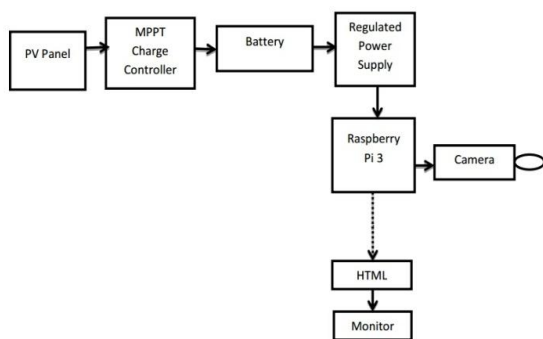 PV Panel
MPPT
Charge
Controller
Battery
Regulated
Power
Supply
Raspberry
Pi 3
Camera
HTML
Monitor